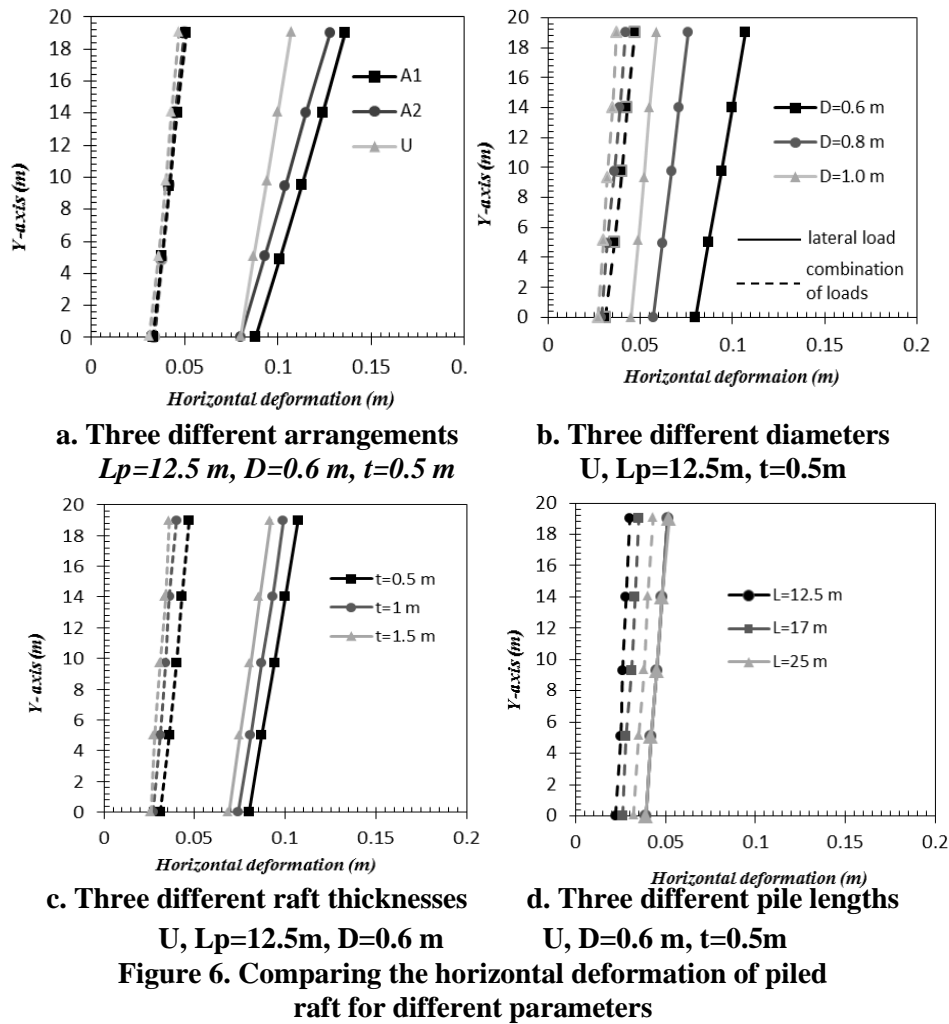 20
18
16
14
12
10
8
6
4
2
0
Y-axis (m)
A1
A2
U
0 0.05 0.1 0.15 0.
Horizontal deformation (m)
a. Three different arrangements
Lp=12.5 m, D=0.6 m, t=0.5 m
20
18
16
14
12
10
8
6
4
2
0
Y-axis (m)
D=0.6 m
D=0.8 m
D=1.0 m
lateral load
combination
of loads
0 0.05 0.1 0.15 0.2
Horizontal deformaion (m)
b. Three different diameters
U, Lp=12.5m, t=0.5m
20
18
16
14
12
10
8
6
4
2
0
Y-axis (m)
t=0.5 m
t=1 m
t=1.5 m
0 0.05 0.1 0.15 0.2
Horizontal deformation (m)
c. Three different raft thicknesses
U, Lp=12.5m, D=0.6 m
20
18
16
14
12
10
8
6
4
2
0
Y-axis (m)
L=12.5 m
L=17 m
L=25 m
0 0.05 0.1 0.15 0.2
Horizontal deformation (m)
d. Three different pile lengths
U, D=0.6 m, t=0.5m
Figure 6. Comparing the horizontal deformation of piled
raft for different parameters